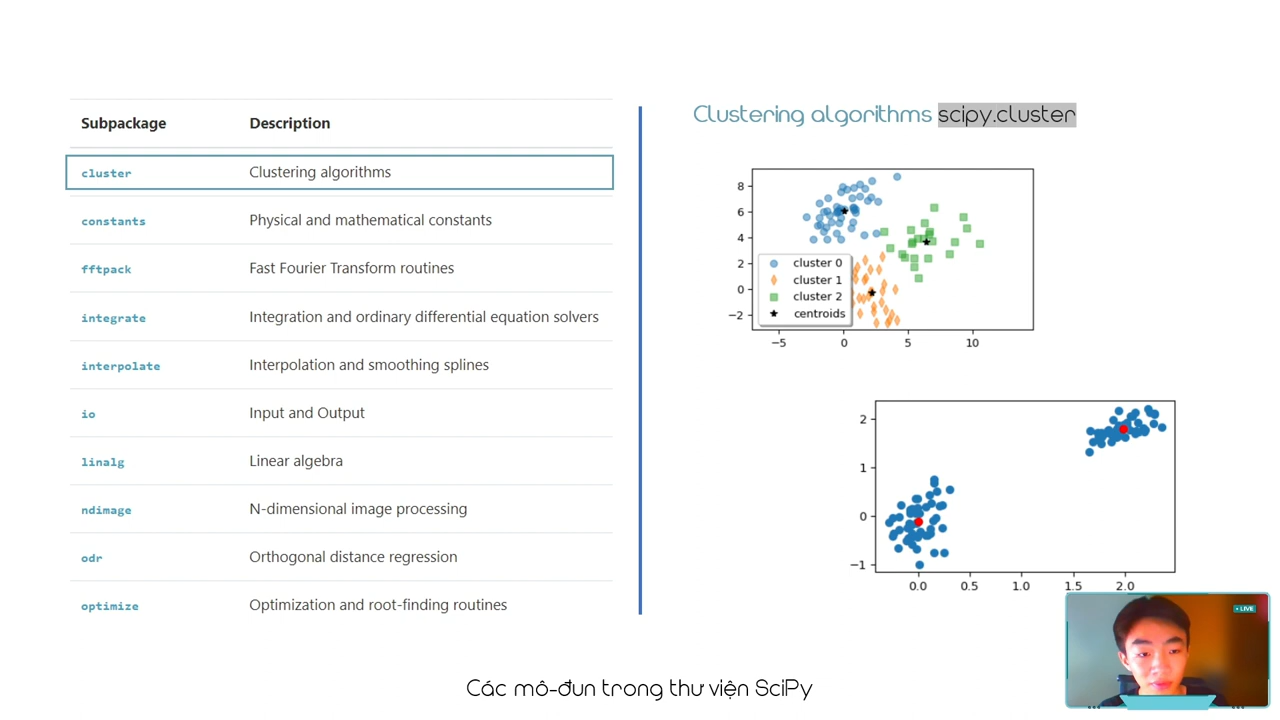 Subpackage Description
cluster Clustering algorithms
constants Physical and mathematical constants
fftpack Fast Fourier Transform routines
integrate Integration and ordinary differential equation solvers
interpolate Interpolation and smoothing splines
io Input and Output
linalg Linear algebra
ndimage N-dimensional image processing
odr Orthogonal distance regression
optimize Optimization and root-finding routines
Clustering algorithms scipy.cluster
8
6
4
2
0
−2
cluster 0
cluster 1
cluster 2
centroids
−5 0 5 10
2
1
0
−1
0.0 0.5 1.0 1.5 2.0
LIVE
Các mô-đun trong thư viện SciPy